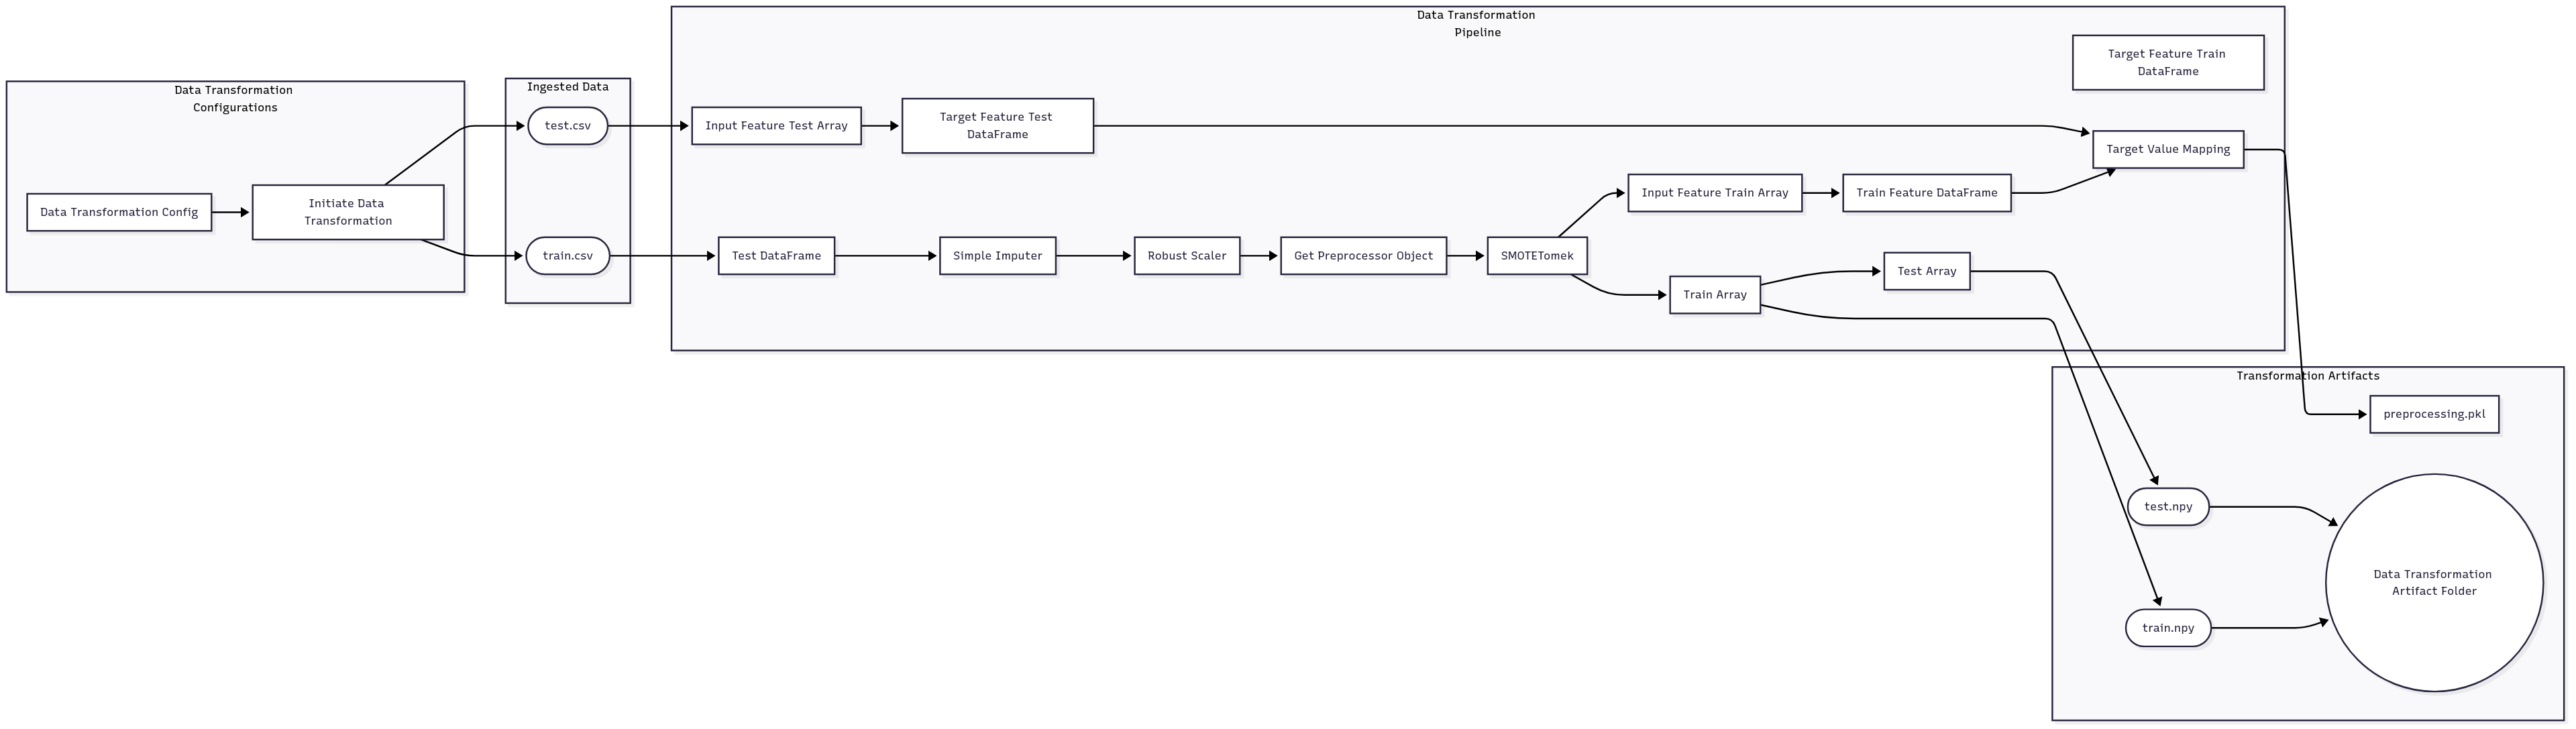 Data Transformation
Configurations
Data Transformation Config
Initiate Data
Transformation
Ingested Data
test.csv
train.csv
Data Transformation
Pipeline
Target Feature Train
DataFrame
Input Feature Test Array
Target Feature Test
DataFrame
Target Value Mapping
Input Feature Train Array
Train Feature DataFrame
Test DataFrame
Simple Imputer
Robust Scaler
Get Preprocessor Object
SMOTETomek
Test Array
Train Array
Transformation Artifacts
preprocessing.pkl
test.npy
Data Transformation
Artifact Folder
train.npy